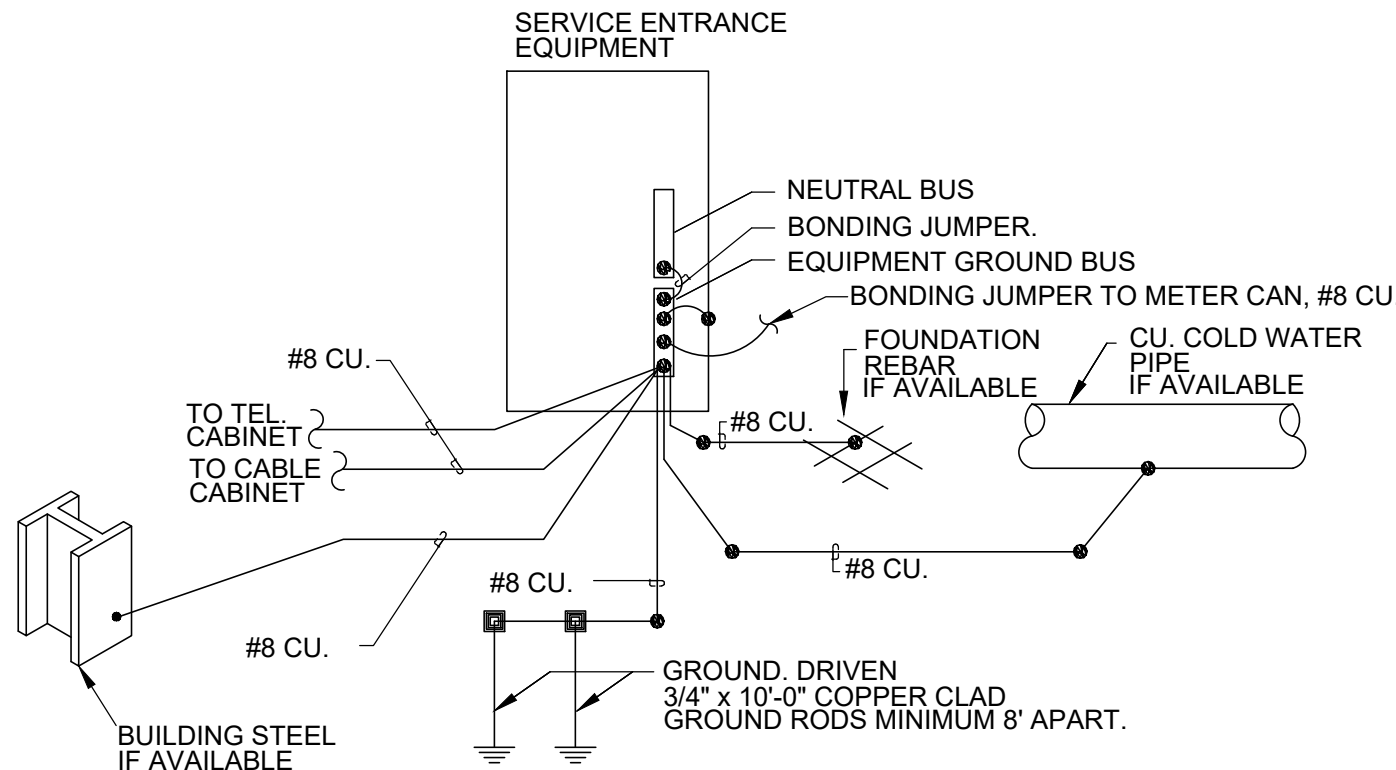 SERVICE ENTRANCE
EQUIPMENT
NEUTRAL BUS
BONDING JUMPER.
EQUIPMENT GROUND BUS
BONDING JUMPER TO METER CAN, #8 CU
FOUNDATION
REBAR
IF AVAILABLE
CU. COLD WATER
PIPE
IF AVAILABLE
#8 CU.
TO TEL.
CABINET
#8 CU.
TO CABLE
CABINET
#8 CU.
#8 CU.
#8 CU.
GROUND. DRIVEN
3/4" x 10'-0" COPPER CLAD
GROUND RODS MINIMUM 8' APART.
BUILDING STEEL
IF AVAILABLE